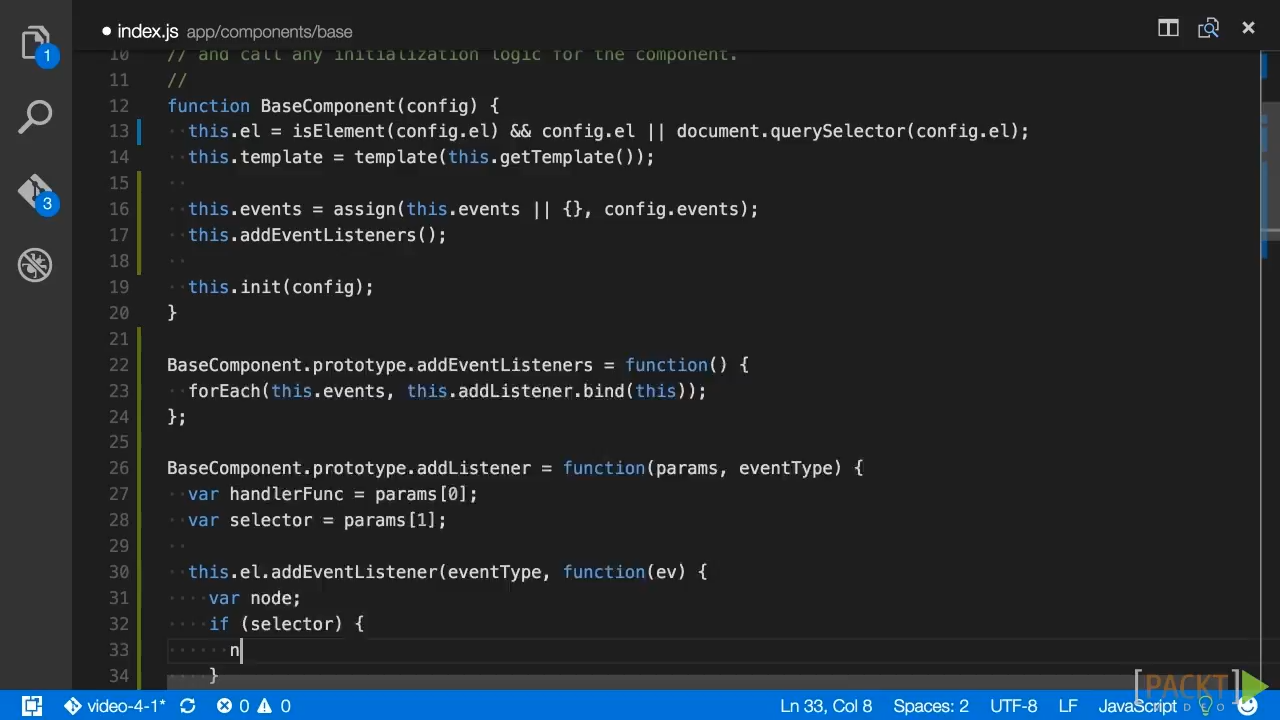 index.js app/components/base
1
10 // and call any initialization logic for the component.
11 //
12 function BaseComponent(config) {
13 this.el = isElement(config.el) && config.el || document.querySelector(config.el);
14 this.template = template(this.getTemplate());
15
16 this.events = assign(this.events || {}, config.events);
3
17 this.addEventListeners();
18
19 this.init(config);
20 }
21
22 BaseComponent.prototype.addEventListeners = function() {
23 forEach(this.events, this.addListener.bind(this));
24 };
25
26 BaseComponent.prototype.addListener = function(params, eventType) {
27 var handlerFunc = params[0];
28 var selector = params[1];
29
30 this.el.addEventListener(eventType, function(ev) {
31 var node;
32 if (selector) {
33 n
34 }
[PACKT]
video-4-1* 0 0 Ln 33, Col 8 Spaces: 2 UTF-8 LF JavaScript